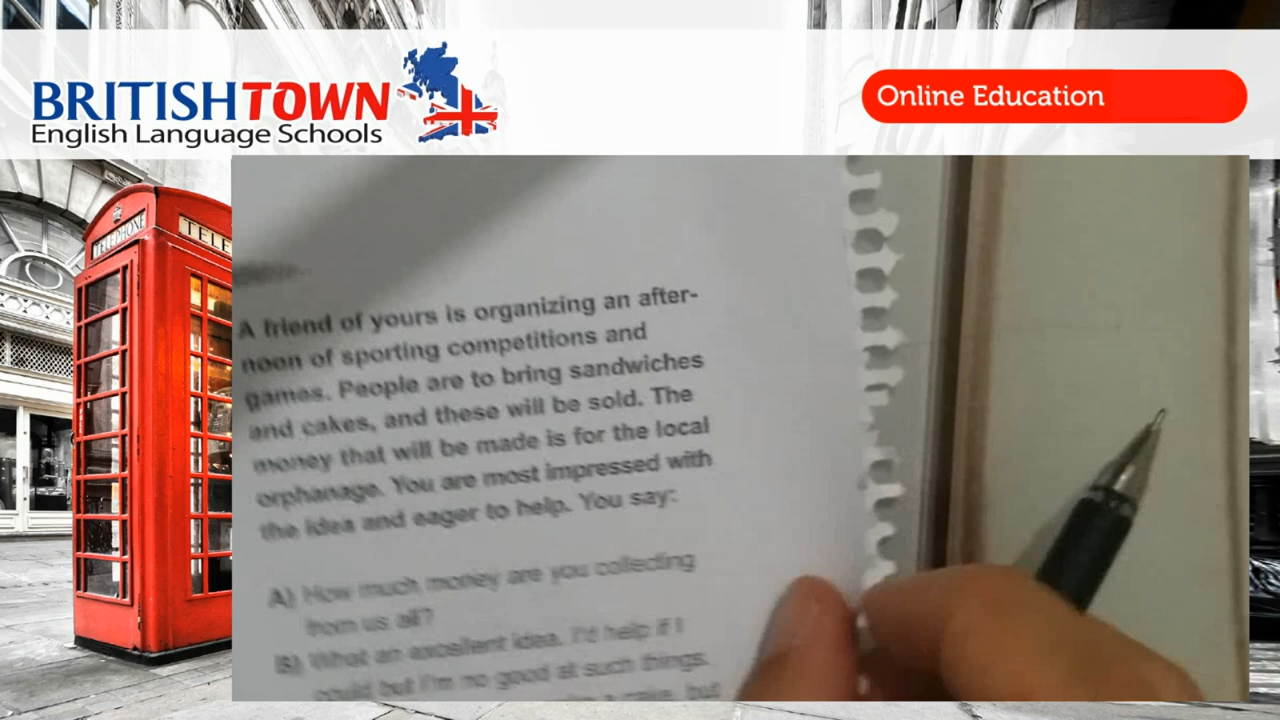 BRITISHTOWN
English Language Schools
Online Education
TELEPHONE
TELE
A friend of yours is organizing an after-
noon of sporting competitions and
games. People are to bring sandwiches
and cakes, and these will be sold. The
money that will be made is for the local
orphanage. You are most impressed with
the idea and eager to help. You say:
A) How much money are you collecting
from us all?
B) What an excellent idea. I'd help if I
could but I'm no good at such things.
a cake, but